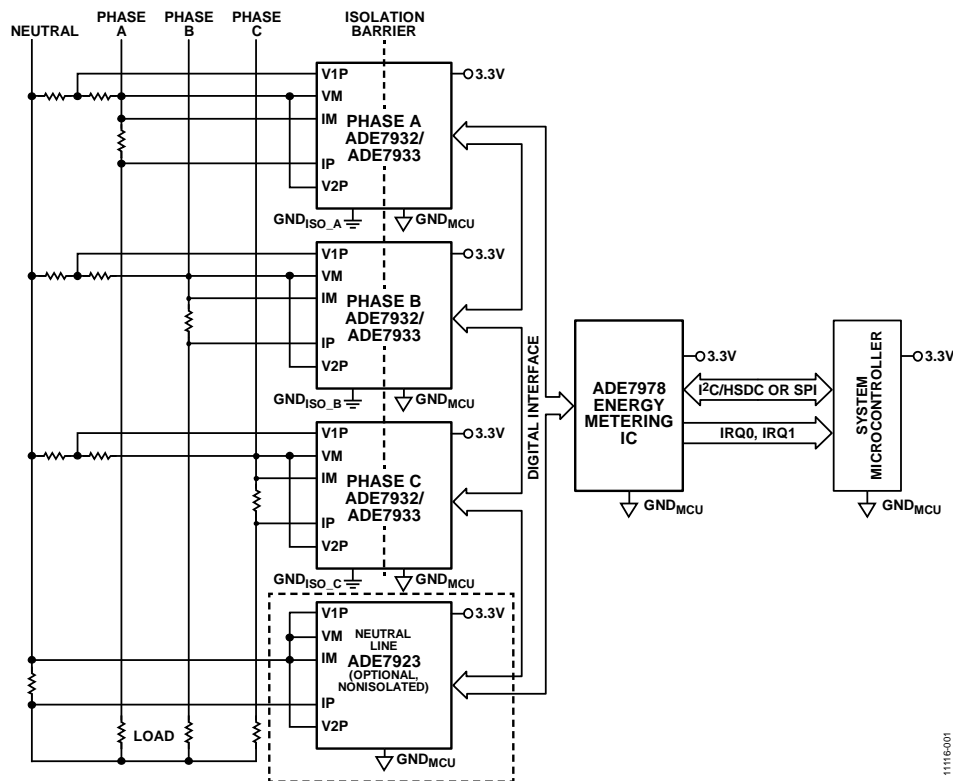 NEUTRAL
PHASE
A
PHASE
B
PHASE
C
ISOLATION
BARRIER
V1P
VM
IM
IP
V2P
PHASE A
ADE7932/
ADE7933
3.3V
GNDISO_A
GNDMCU
V1P
VM
IM
IP
V2P
PHASE B
ADE7932/
ADE7933
3.3V
GNDISO_B
GNDMCU
V1P
VM
IM
IP
V2P
PHASE C
ADE7932/
ADE7933
3.3V
GNDISO_C
GNDMCU
V1P
VM
IM
IP
V2P
NEUTRAL
LINE
ADE7923
(OPTIONAL,
NONISOLATED)
3.3V
GNDMCU
LOAD
DIGITAL INTERFACE
ADE7978
ENERGY
METERING
IC
3.3V
GNDMCU
I²C/HSDC OR SPI
IRQ0, IRQ1
SYSTEM
MICROCONTROLLER
3.3V
GNDMCU
11116-001